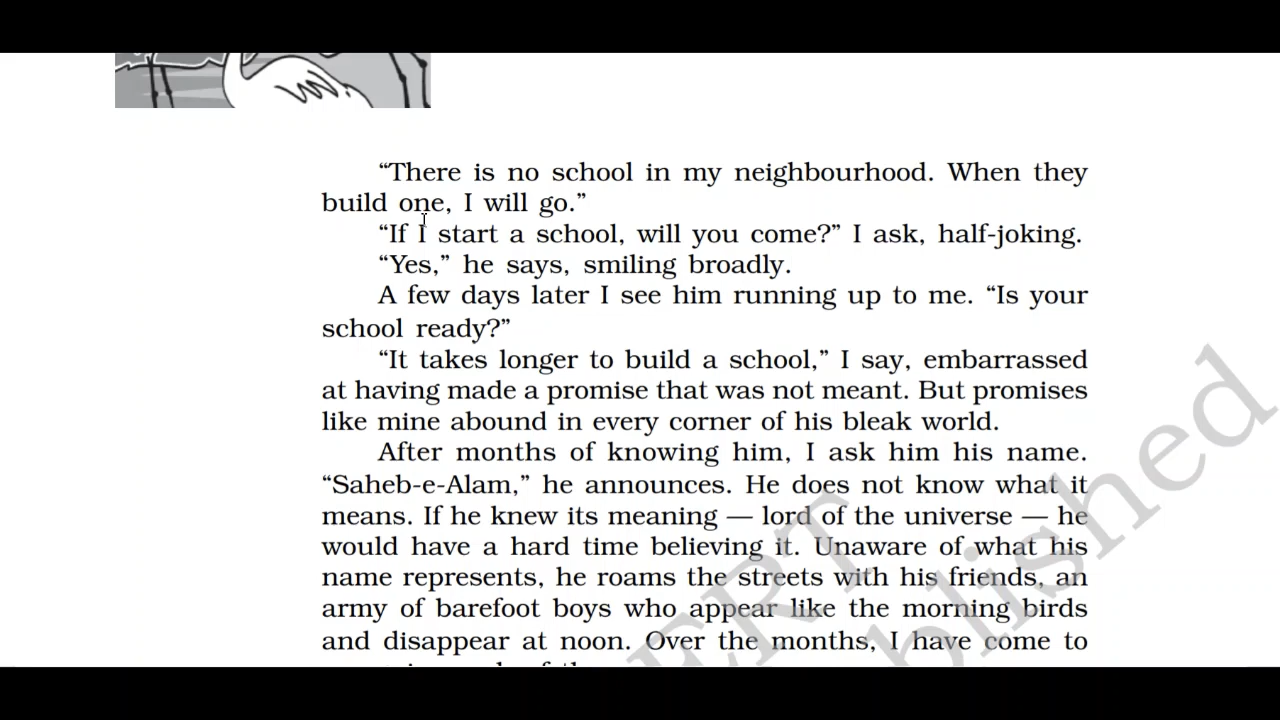 “There is no school in my neighbourhood. When they
build one, I will go.”
“If I start a school, will you come?” I ask, half-joking.
“Yes,” he says, smiling broadly.
A few days later I see him running up to me. “Is your
school ready?”
“It takes longer to build a school,” I say, embarrassed
at having made a promise that was not meant. But promises
like mine abound in every corner of his bleak world.
After months of knowing him, I ask him his name.
“Saheb-e-Alam,” he announces. He does not know what it
means. If he knew its meaning — lord of the universe — he
would have a hard time believing it. Unaware of what his
name represents, he roams the streets with his friends, an
army of barefoot boys who appear like the morning birds
and disappear at noon. Over the months, I have come to